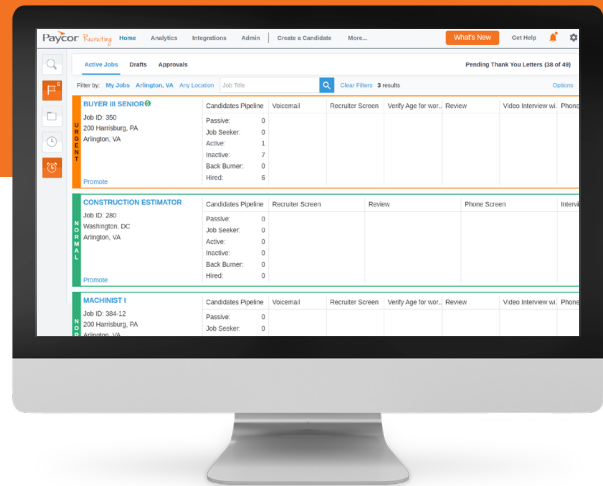 Paycor Recruiting Home Analytics Integrations Admin Create a Candidate More... What's New Get Help
Active Jobs Drafts Approvals Pending Thank You Letters (38 of 49)
Filter by: My Jobs Arlington, VA Any Location Job Title Clear Filters 3 results Options
URGENT
BUYER III SENIOR
Job ID: 350
200 Harrisburg, PA
Arlington, VA
Promote
Candidates Pipeline Voicemail Recruiter Screen Verify Age for wor... Review Video Interview wi. Phone
Passive: 0
Job Seeker: 0
Active: 1
Inactive: 7
Back Burner: 0
Hired: 6
NORMAL
CONSTRUCTION ESTIMATOR
Job ID: 280
Washington, DC
Arlington, VA
Promote
Candidates Pipeline Recruiter Screen Review Phone Screen Intervi
Passive: 0
Job Seeker: 0
Active: 0
Inactive: 0
Back Burner: 0
Hired: 0
NOR
MACHINIST I
Job ID: 384-12
200 Harrisburg, PA
Arlington, VA
Candidates Pipeline Voicemail Recruiter Screen Verify Age for wor... Review Video Interview wi. Phone
Passive: 0
Job Seeker: 0